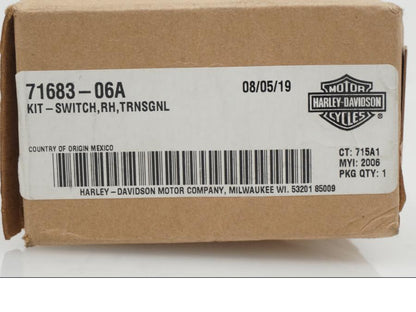 71683-06A
08/05/19
KIT-SWITCH,RH,TRNSGNL
MOTOR
HARLEY-DAVIDSON
CYCLES
®
COUNTRY OF ORIGIN MEXICO
CT: 715A1
MYI: 2006
PKG QTY: 1
HARLEY-DAVIDSON MOTOR COMPANY, MILWAUKEE WI. 53201 85009